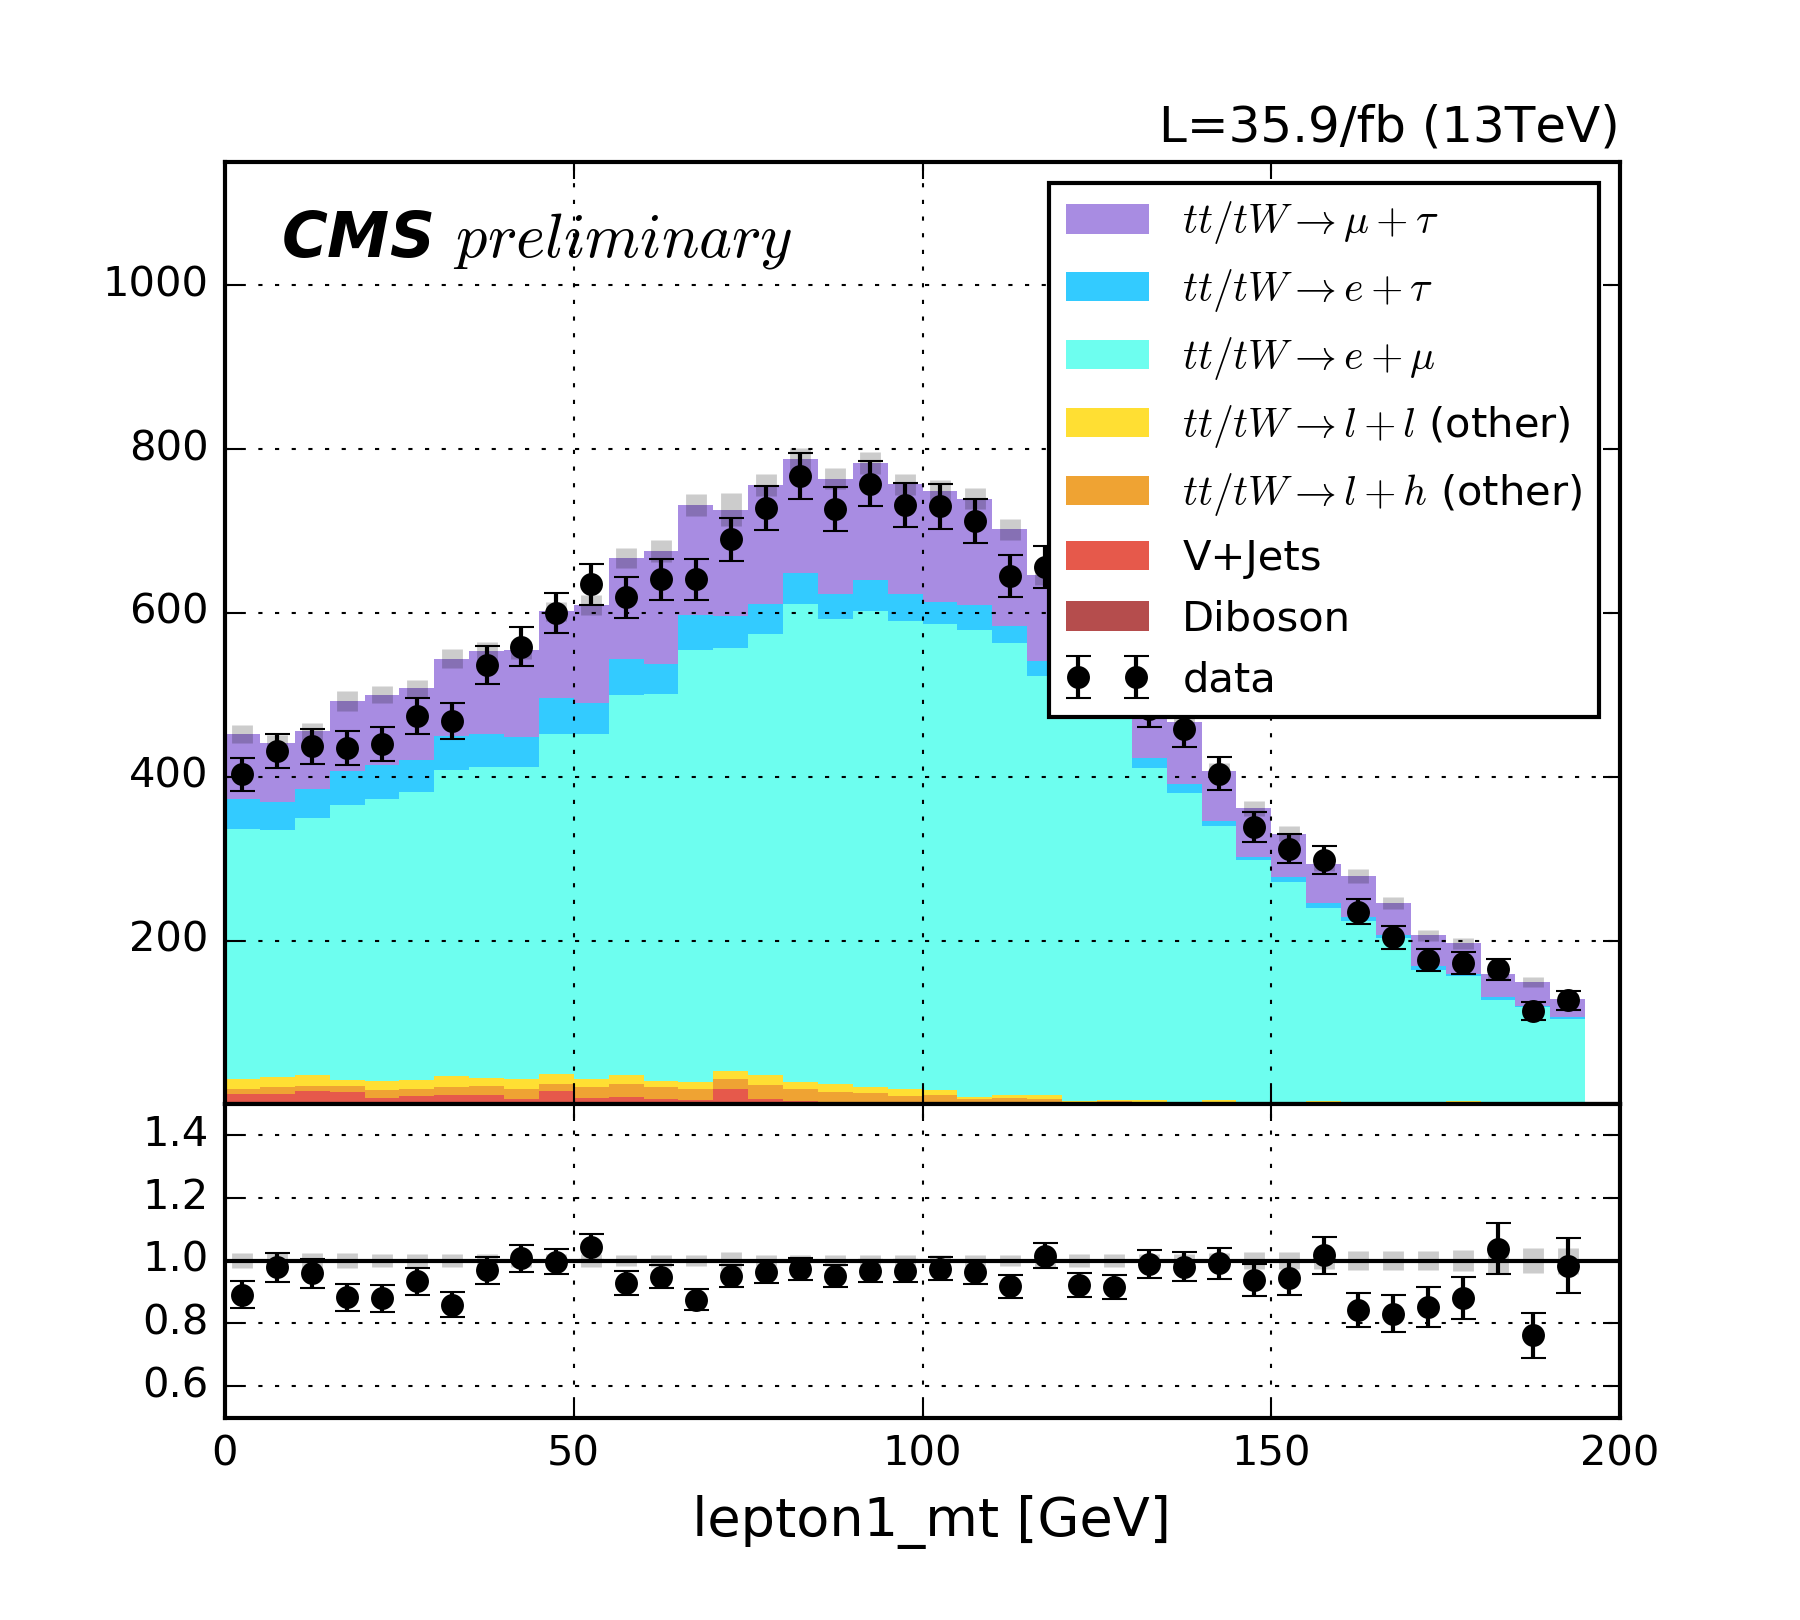 L=35.9/fb (13TeV)
CMS preliminary
tt/tW → μ + τ
tt/tW → e + τ
tt/tW → e + μ
tt/tW → l + l (other)
tt/tW → l + h (other)
V+Jets
Diboson
data
1000
800
600
400
200
1.4
1.2
1.0
0.8
0.6
0 50 100 150 200
lepton1_mt [GeV]